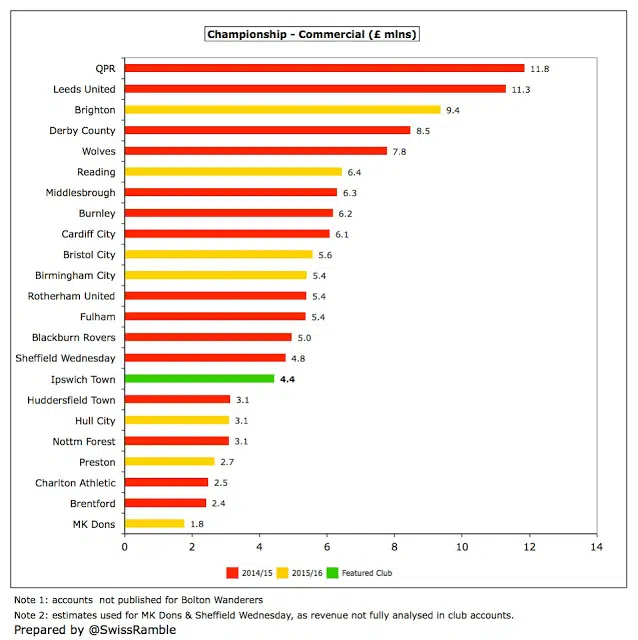 Championship - Commercial (£ mlns)
QPR 11.8
Leeds United 11.3
Brighton 9.4
Derby County 8.5
Wolves 7.8
Reading 6.4
Middlesbrough 6.3
Burnley 6.2
Cardiff City 6.1
Bristol City 5.6
Birmingham City 5.4
Rotherham United 5.4
Fulham 5.4
Blackburn Rovers 5.0
Sheffield Wednesday 4.8
Ipswich Town 4.4
Huddersfield Town 3.1
Hull City 3.1
Nottm Forest 3.1
Preston 2.7
Charlton Athletic 2.5
Brentford 2.4
MK Dons 1.8
0 2 4 6 8 10 12 14
2014/15 2015/16 Featured Club
Note 1: accounts not published for Bolton Wanderers
Note 2: estimates used for MK Dons & Sheffield Wednesday, as revenue not fully analysed in club accounts.
Prepared by @SwissRamble